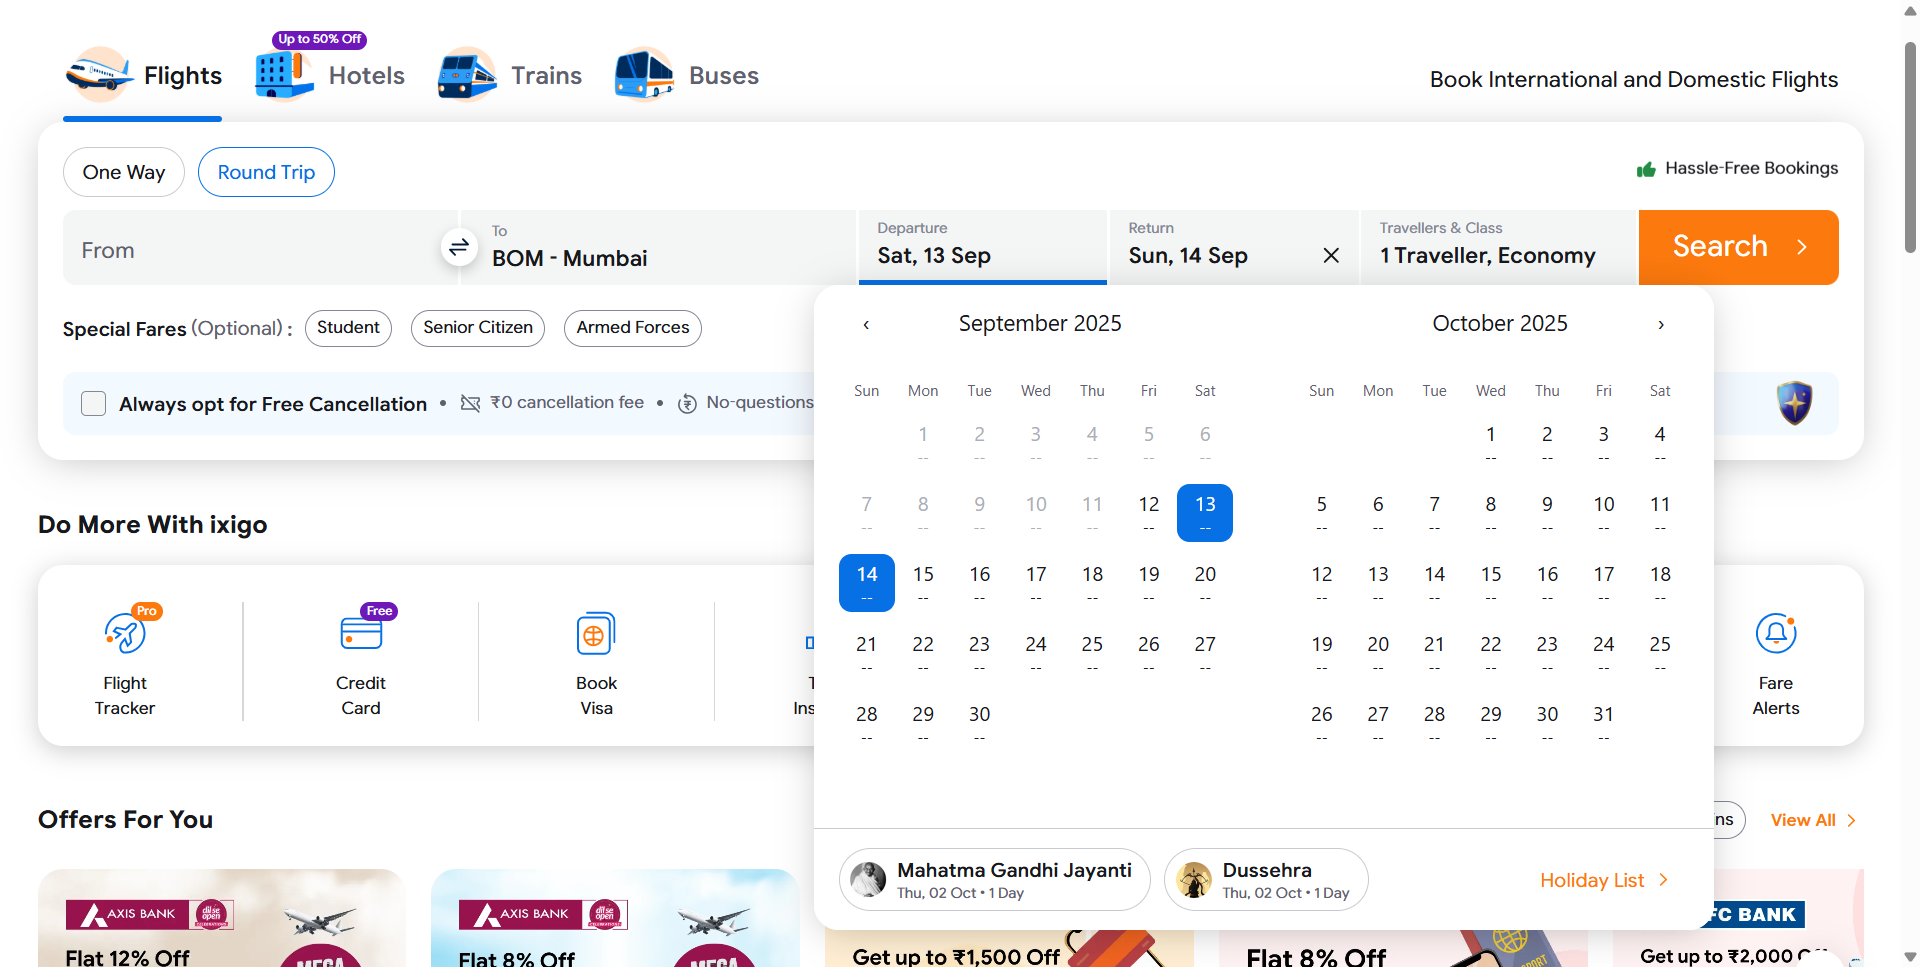 Up to 50% Off
Flights
Hotels
Trains
Buses
Book International and Domestic Flights
One Way
Round Trip
Hassle-Free Bookings
From
To
BOM - Mumbai
Departure
Sat, 13 Sep
Return
Sun, 14 Sep
Travellers & Class
1 Traveller, Economy
Search
Special Fares (Optional) :
Student
Senior Citizen
Armed Forces
Always opt for Free Cancellation • ₹0 cancellation fee • No-questions
September 2025
Sun Mon Tue Wed Thu Fri Sat
1 2 3 4 5 6
-- -- -- -- -- --
7 8 9 10 11 12 13
-- -- -- -- -- -- --
14 15 16 17 18 19 20
-- -- -- -- -- -- --
21 22 23 24 25 26 27
-- -- -- -- -- -- --
28 29 30
-- -- --
October 2025
Sun Mon Tue Wed Thu Fri Sat
1 2 3 4
-- -- -- --
5 6 7 8 9 10 11
-- -- -- -- -- -- --
12 13 14 15 16 17 18
-- -- -- -- -- -- --
19 20 21 22 23 24 25
-- -- -- -- -- -- --
26 27 28 29 30 31
-- -- -- -- -- --
Mahatma Gandhi Jayanti
Thu, 02 Oct • 1 Day
Dussehra
Thu, 02 Oct • 1 Day
Holiday List
Do More With ixigo
Pro
Flight
Tracker
Free
Credit
Card
Book
Visa
Ins
Fare
Alerts
Offers For You
ns
View All
AXIS BANK
dil se
open
Flat 12% Off
MEGA
AXIS BANK
dil se
open
Flat 8% Off
MEGA
Get up to ₹1,500 Off
Flat 8% Off
FC BANK
Get up to ₹2,000